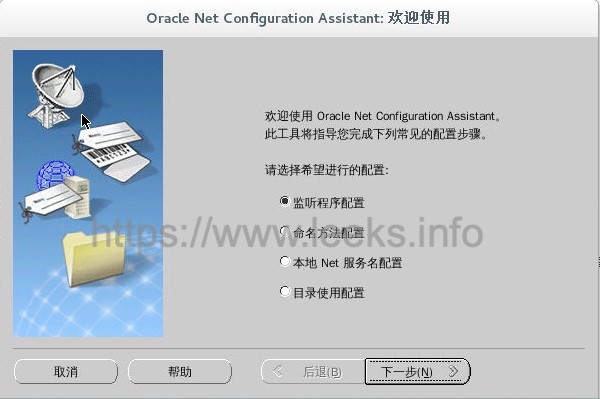 Oracle Net Configuration Assistant: 欢迎使用
欢迎使用 Oracle Net Configuration Assistant。
此工具将指导您完成下列常见的配置步骤。
请选择希望进行的配置:
监听程序配置
命名方法配置
https://www.leeks.info
本地 Net 服务名配置
目录使用配置
取消
帮助
后退(B)
下一步(N)